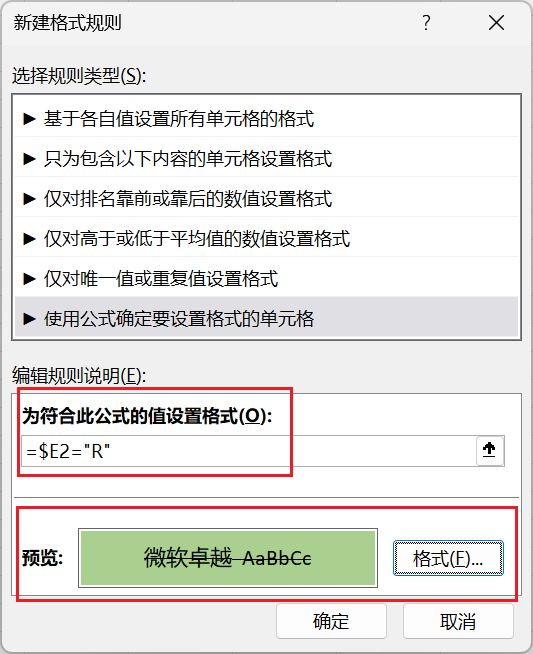 新建格式规则 ?
选择规则类型(S):
► 基于各自值设置所有单元格的格式
► 只为包含以下内容的单元格设置格式
► 仅对排名靠前或靠后的数值设置格式
► 仅对高于或低于平均值的数值设置格式
► 仅对唯一值或重复值设置格式
► 使用公式确定要设置格式的单元格
编辑规则说明(E):
为符合此公式的值设置格式(O):
=$E2="R"
预览: 微软卓越 AaBbCc 格式(F)...
确定 取消